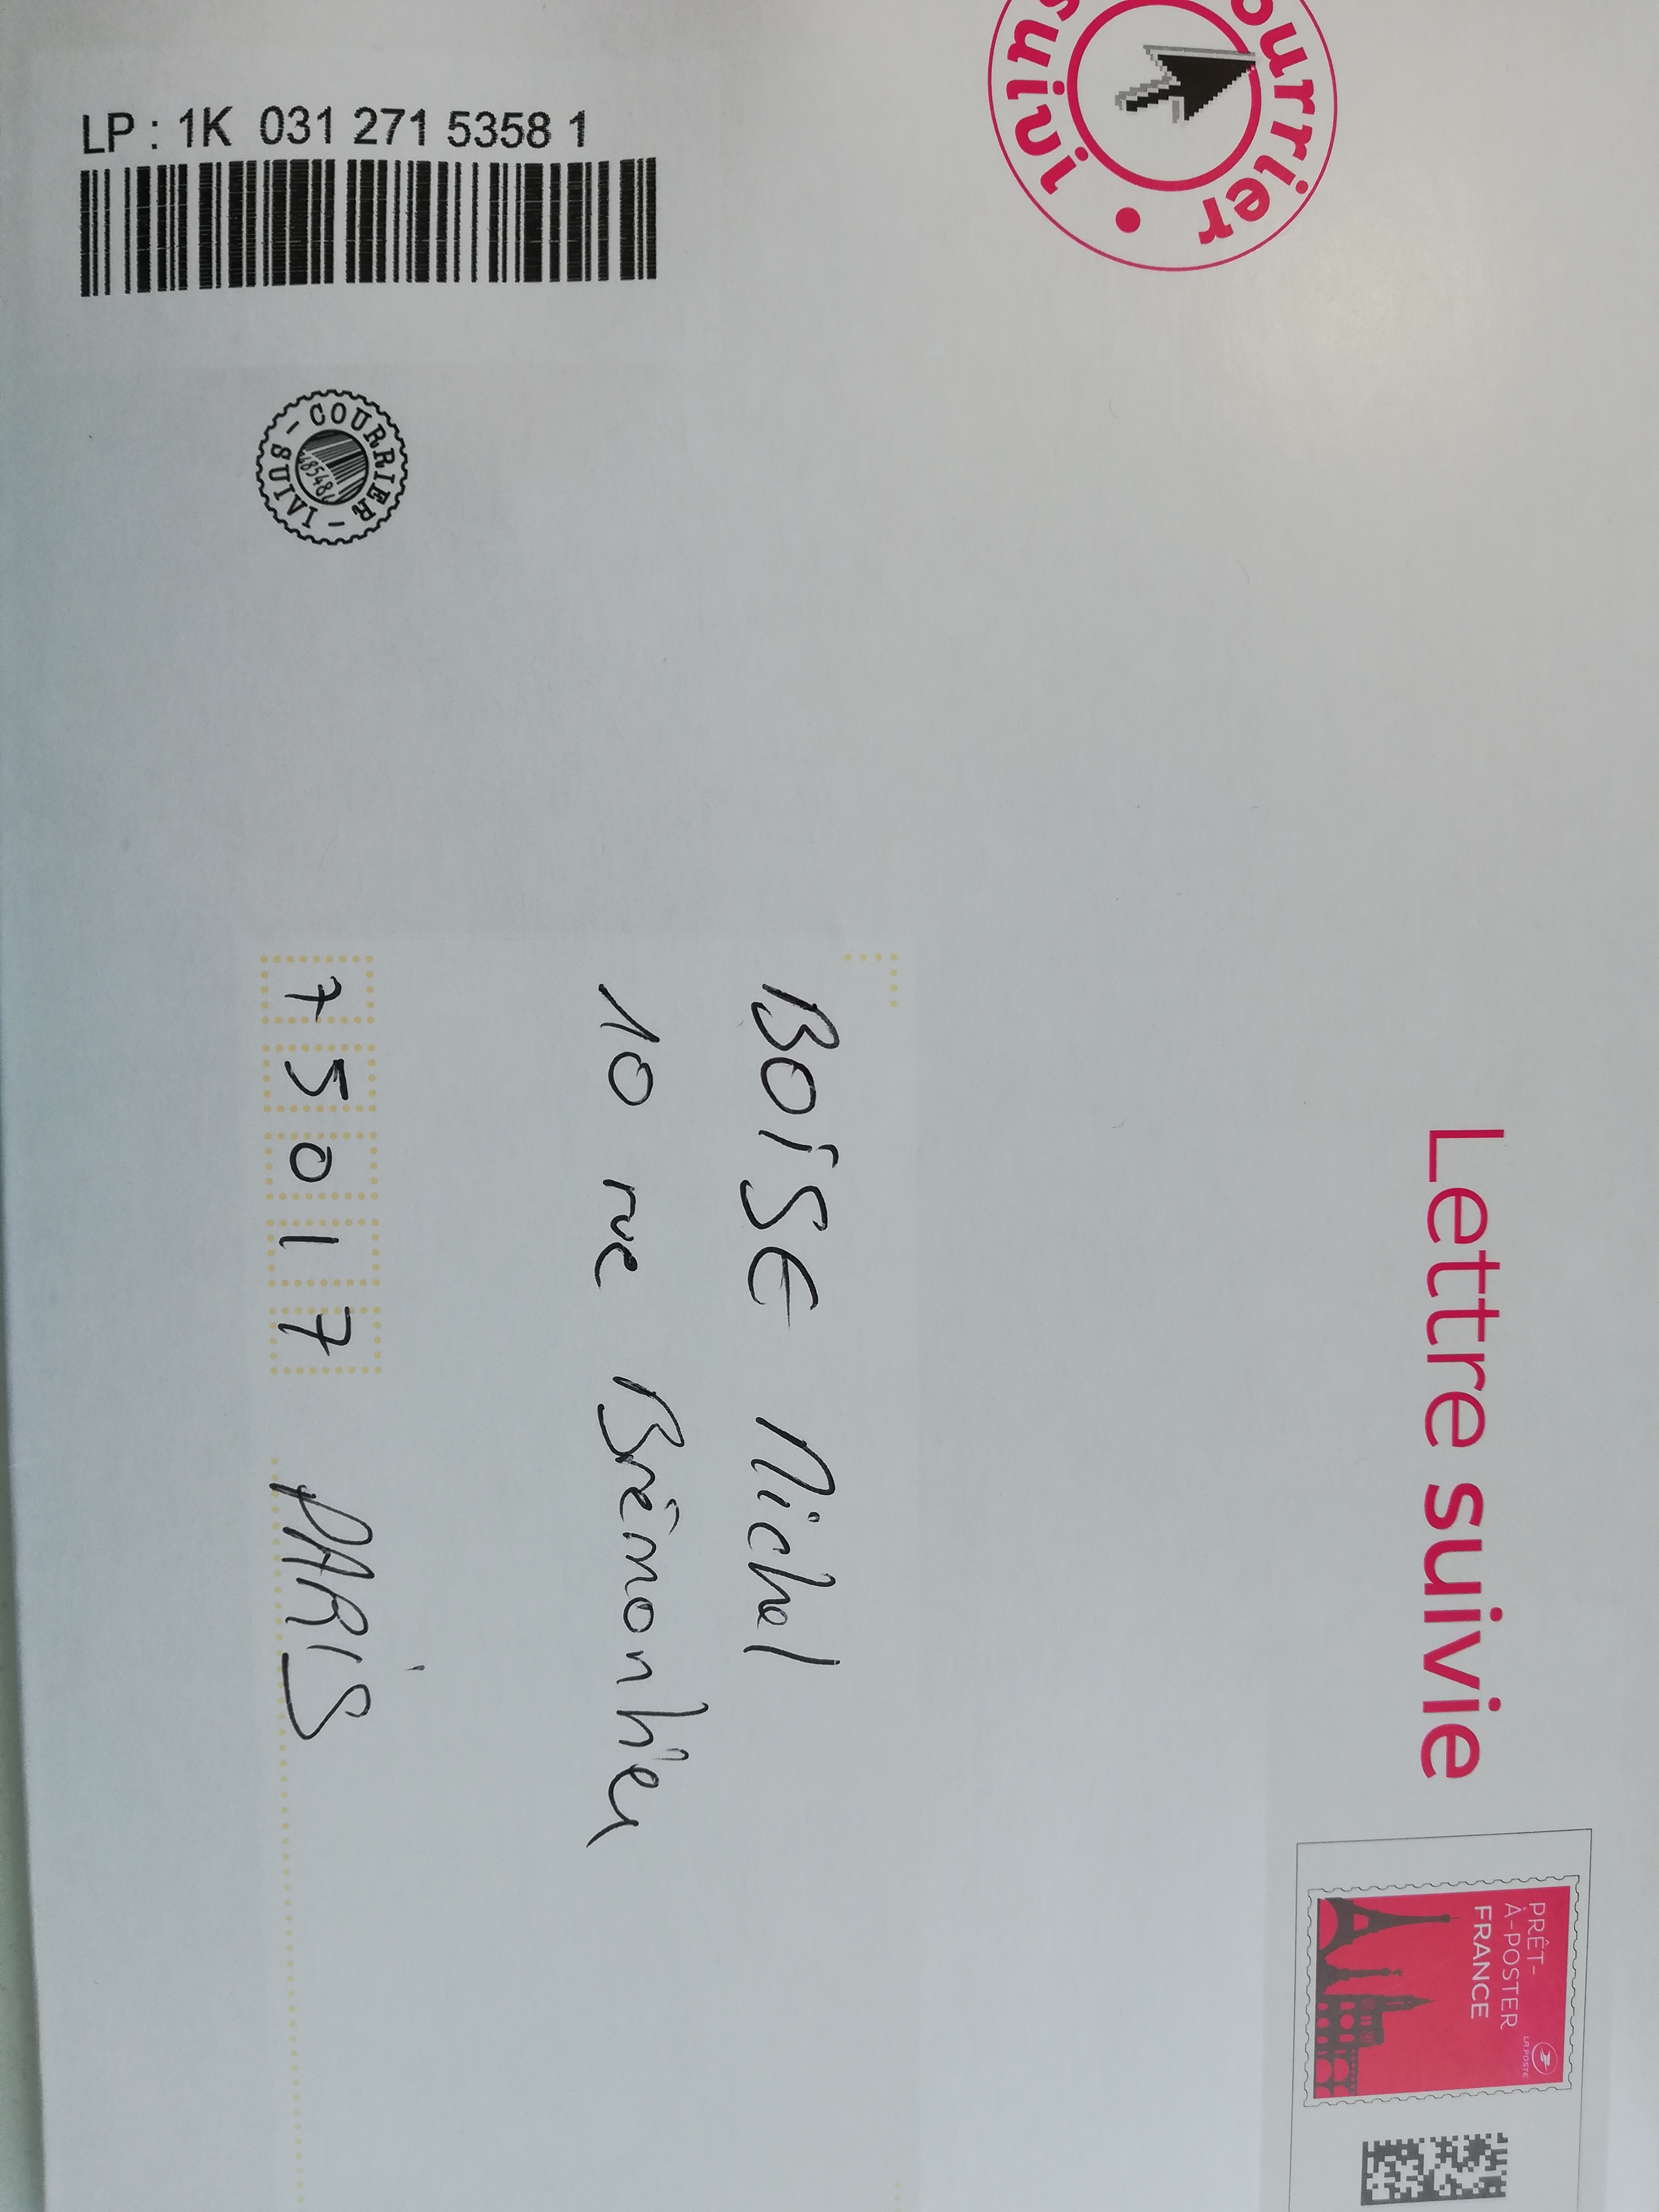 Lettre suivie
PRÊT-
À-POSTER
FRANCE
LA POSTE
ourrier • suivi
LP : 1K 031 271 5358 1
- COURRIER - SUIVI
BOISE Michel
10 rue Brémontier
75017 PARIS